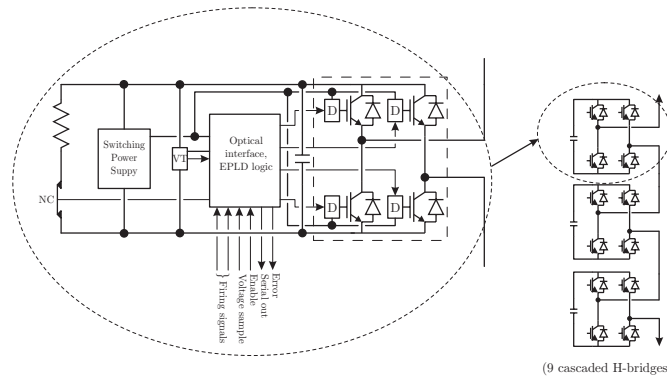 D
D
Switching
Power
Suppy
VT
Optical
interface,
EPLD logic
NC
D
D
} Firing signals
Voltage sample
Enable
Serial out
Error
(9 cascaded H-bridges